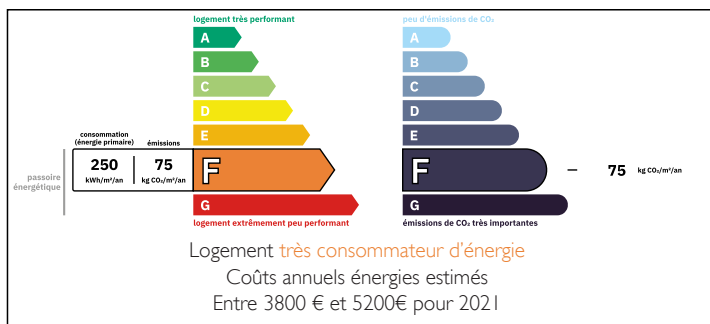 logement très performant
A
B
C
D
E
consommation
(énergie primaire)
émissions
passoire
énergétique
250
kWh/m²/an
75
kg CO₂/m²/an
F
G
logement extrêmement peu performant
peu d'émissions de CO₂
A
B
C
D
E
F
75
kg CO₂/m²/an
G
émissions de CO₂ très importantes
Logement très consommateur d'énergie
Coûts annuels énergies estimés
Entre 3800 € et 5200€ pour 2021